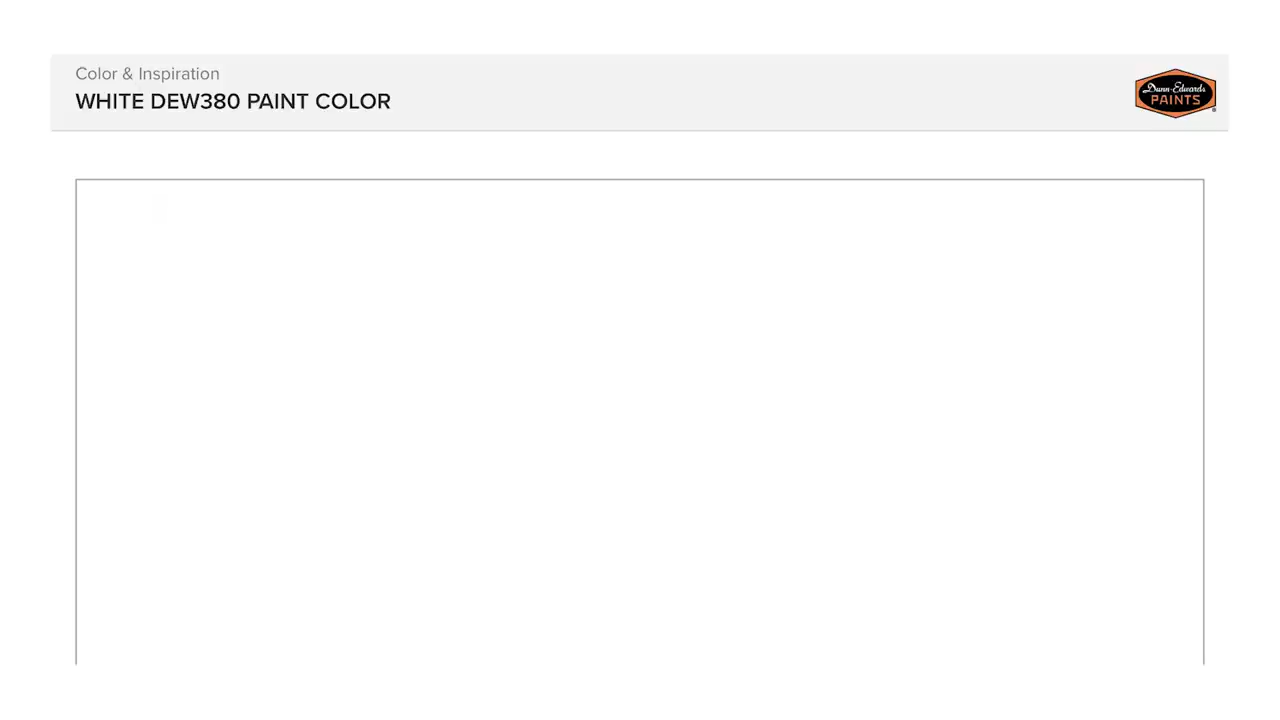 Color & Inspiration
WHITE DEW380 PAINT COLOR
Dunn-Edwards
PAINTS
®